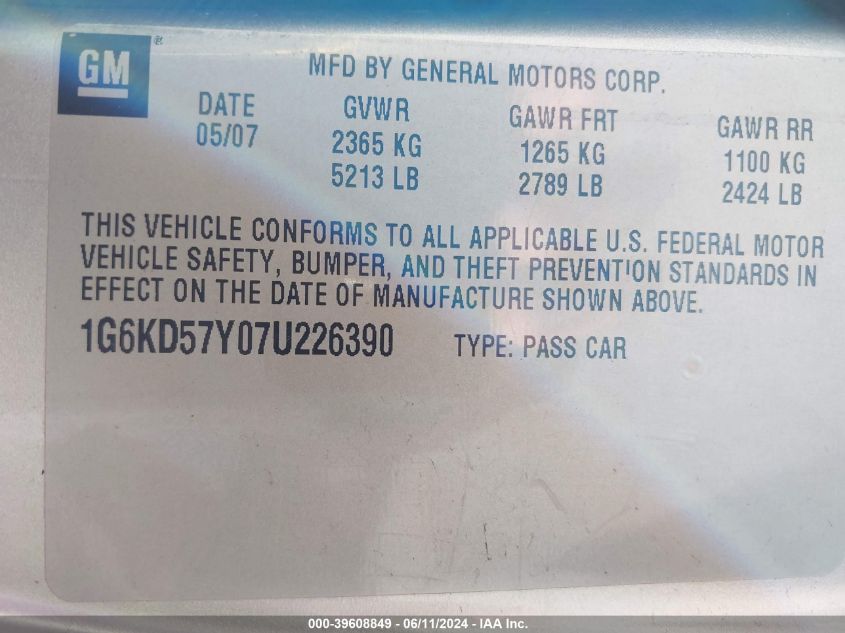 GM ®
MFD BY GENERAL MOTORS CORP.
DATE GVWR GAWR FRT GAWR RR
05/07 2365 KG 1265 KG 1100 KG
5213 LB 2789 LB 2424 LB
THIS VEHICLE CONFORMS TO ALL APPLICABLE U.S. FEDERAL MOTOR
VEHICLE SAFETY, BUMPER, AND THEFT PREVENTION STANDARDS IN
EFFECT ON THE DATE OF MANUFACTURE SHOWN ABOVE.
1G6KD57Y07U226390 TYPE: PASS CAR
000-39608849 - 06/11/2024 - IAA Inc.